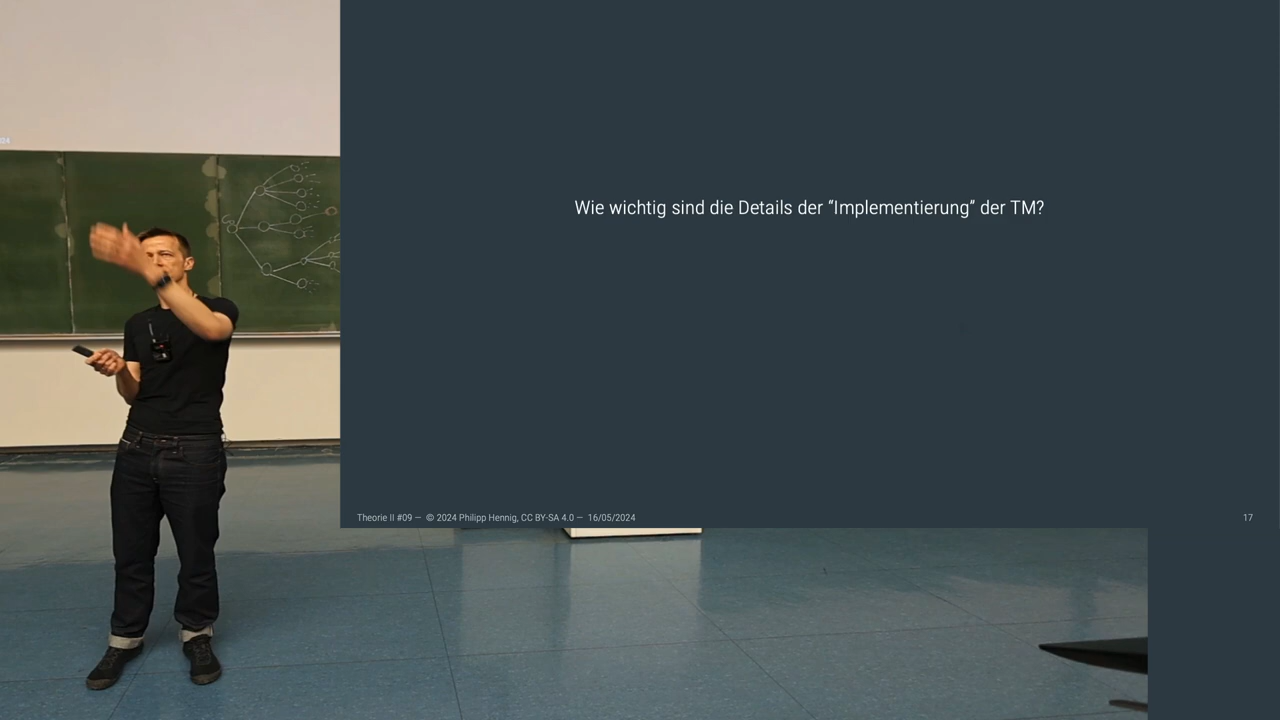 24
Wie wichtig sind die Details der “Implementierung” der TM?
Theorie II #09 — © 2024 Philipp Hennig, CC BY-SA 4.0 — 16/05/2024
17